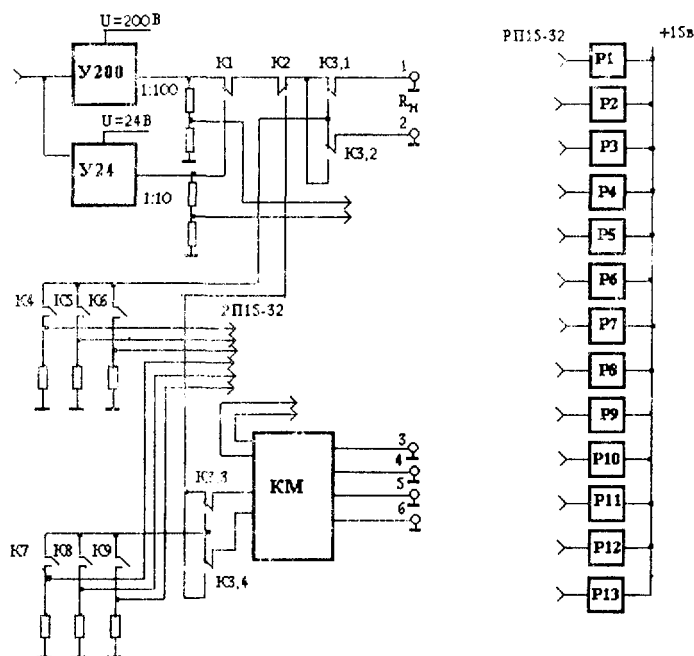 U=200В
У200
1:100
U=24В
У24
1:10
К1
К2
К3,1
1
Rн
2
К3,2
К4
К5
К6
РП15-32
КМ
3
4
5
6
К3,3
К3,4
К7
К8
К9
РП15-32
+15в
Р1
Р2
Р3
Р4
Р5
Р6
Р7
Р8
Р9
Р10
Р11
Р12
Р13